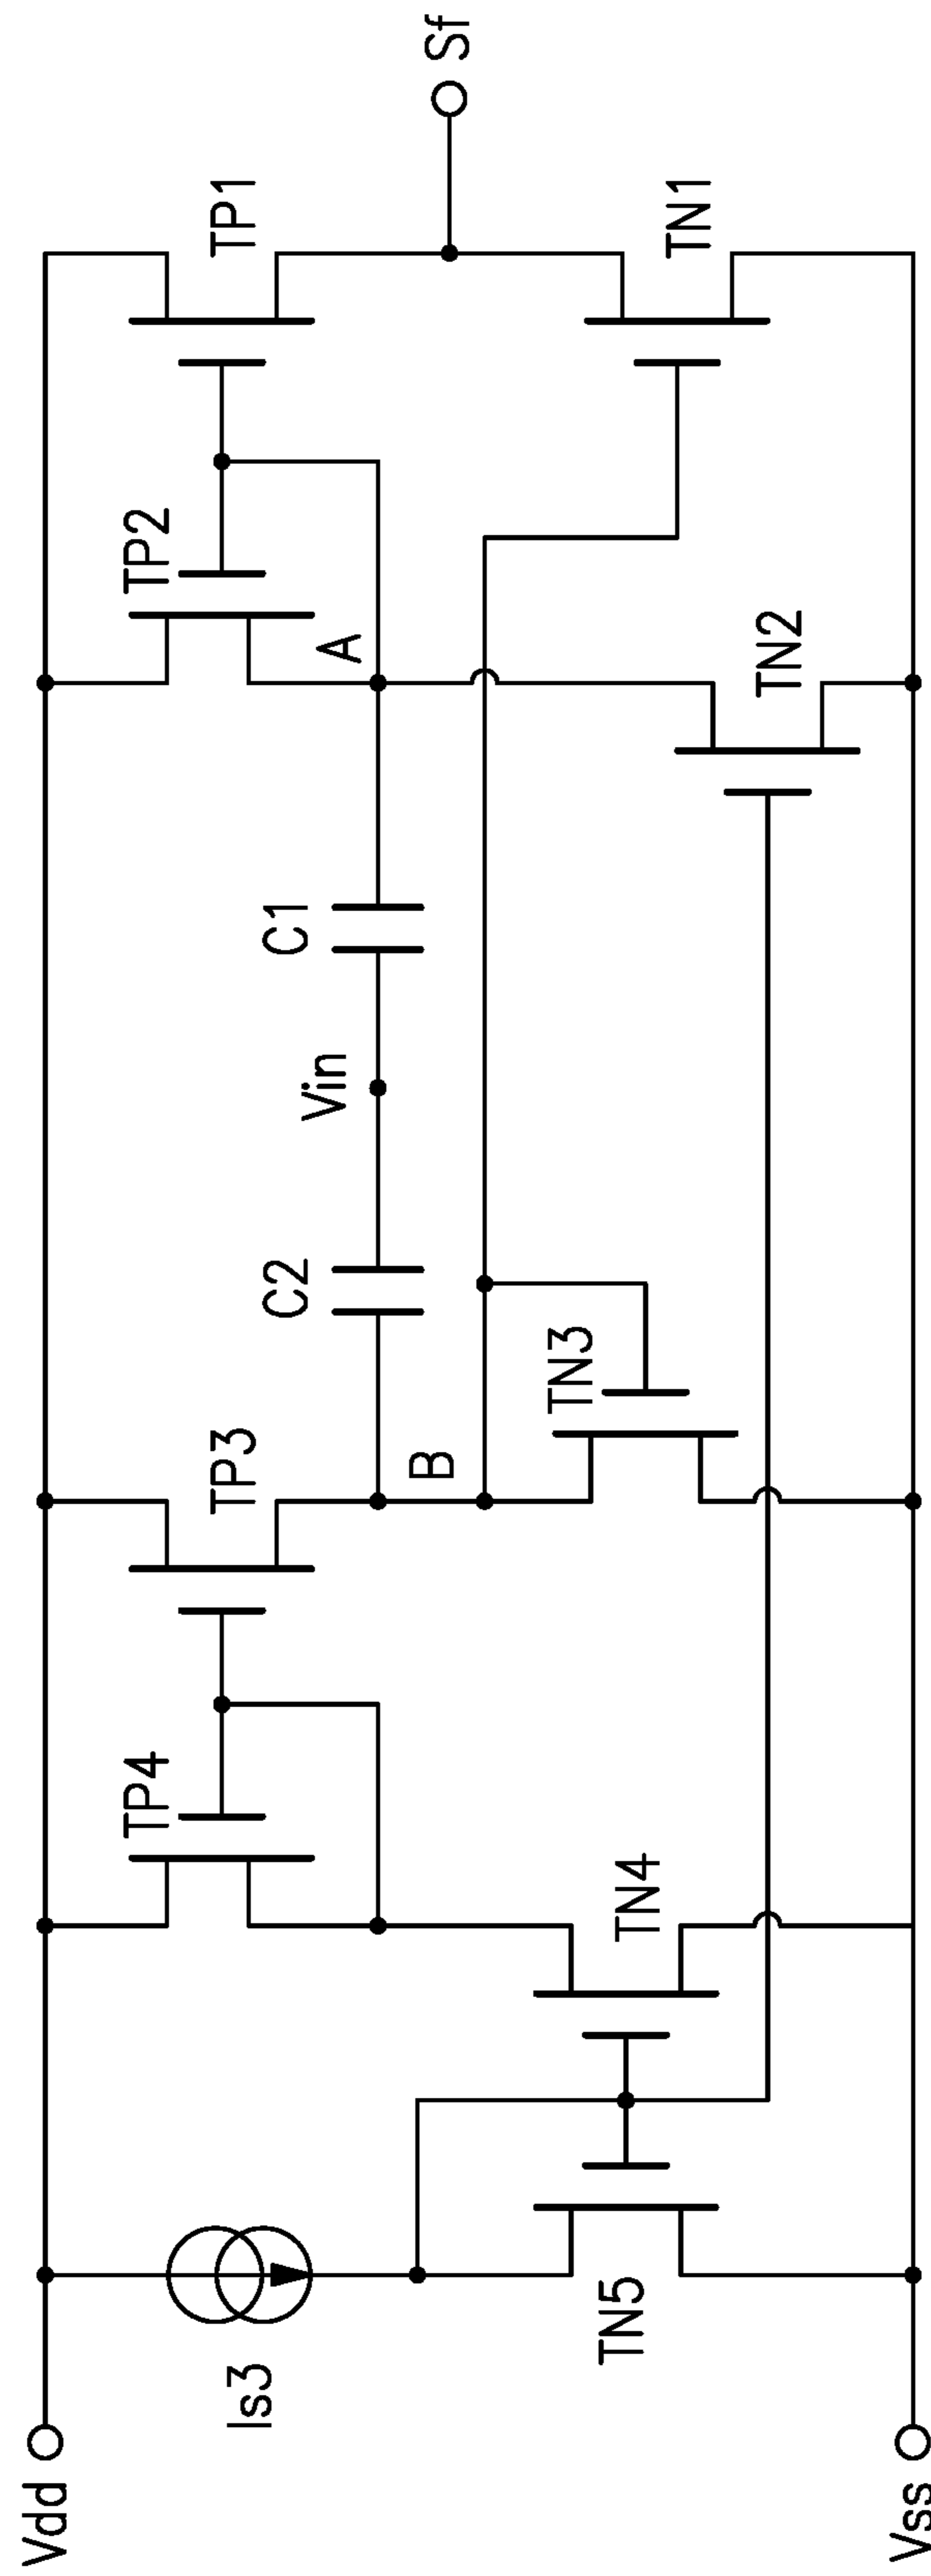 Vdd
Is3
TN5
Vss
TP4
TN4
TP3
B
TN3
C2
Vin
C1
A
TP2
TN2
TP1
TN1
Sf